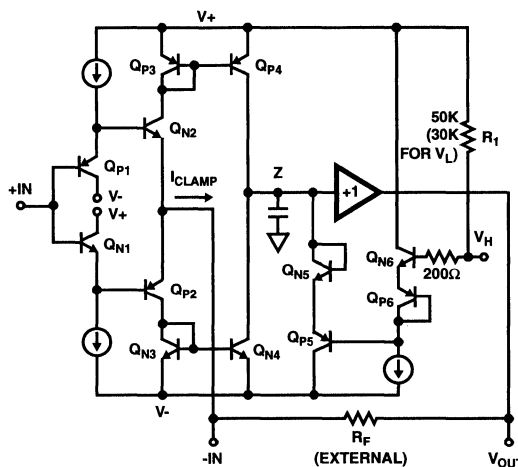 V+
QP3
QP4
50K
(30K
FOR VL)
R1
QN2
QP1
ICLAMP
Z
+1
+IN
V-
V+
VH
QN1
QN5
QN6
200Ω
QP2
QP6
QN3
QN4
QP5
V-
RF
-IN
(EXTERNAL)
VOUT